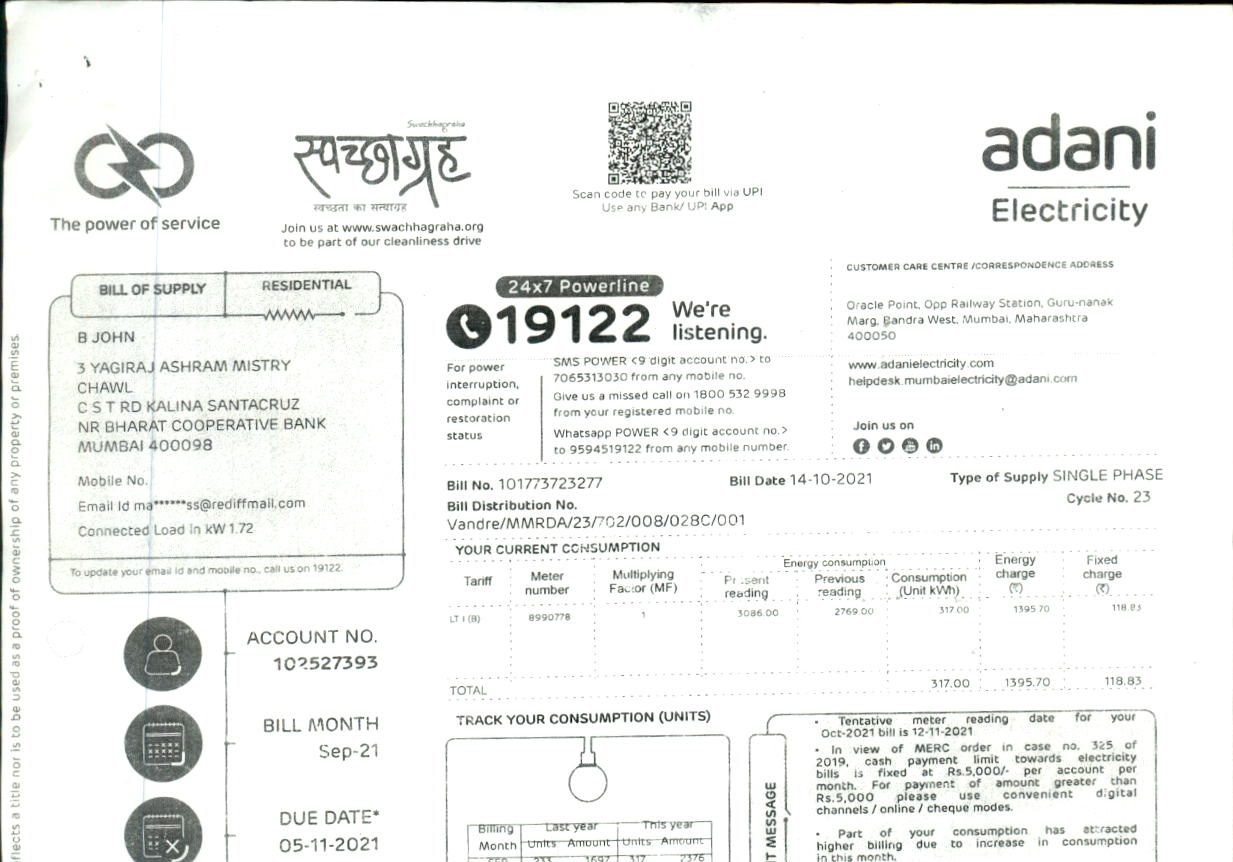 The power of service
Swachhagraha
स्वच्छाग्रह
स्वच्छता का सत्याग्रह
Join us at www.swachhagraha.org
to be part of our cleanliness drive
Scan code to pay your bill via UPI
Use any Bank/ UPI App
adani
Electricity
BILL OF SUPPLY
RESIDENTIAL
B JOHN
3 YAGIRAJ ASHRAM MISTRY
CHAWL
C S T RD KALINA SANTACRUZ
NR BHARAT COOPERATIVE BANK
MUMBAI 400098
Mobile No.
Email Id ma******ss@rediffmail.com
Connected Load in kW 1.72
To update your email Id and mobile no., call us on 19122.
24x7 Powerline
19122 We're
listening.
For power
interruption,
complaint or
restoration
status
SMS POWER <9 digit account no.> to
7065313030 from any mobile no.
Give us a missed call on 1800 532 9998
from your registered mobile no.
Whatsapp POWER <9 digit account no.>
to 9594519122 from any mobile number.
CUSTOMER CARE CENTRE /CORRESPONDENCE ADDRESS
Oracle Point, Opp Railway Station, Guru-nanak
Marg, Bandra West, Mumbai, Maharashtra
400050
www.adanielectricity.com
helpdesk.mumbaielectricity@adani.com
Join us on
Bill No. 101773723277
Bill Date 14-10-2021
Type of Supply SINGLE PHASE
Cycle No. 23
Bill Distribution No.
Vandre/MMRDA/23/702/008/028C/001
YOUR CURRENT CONSUMPTION
Tariff
Meter
number
Multiplying
Factor (MF)
Energy consumption
Present
reading
Previous
reading
Consumption
(Unit kWh)
Energy
charge
(₹)
Fixed
charge
(₹)
LT I (B) 8990778 1 3086.00 2769.00 317.00 1395.70 118.83
TOTAL 317.00 1395.70 118.83
ACCOUNT NO.
102527393
BILL MONTH
Sep-21
DUE DATE*
05-11-2021
TRACK YOUR CONSUMPTION (UNITS)
Billing
Month
Last year
This year
Units Amount Units Amount
SEP 233 1697 317 2376
• Tentative meter reading date for your
Oct-2021 bill is 12-11-2021
• In view of MERC order in case no. 325 of
2019, cash payment limit towards electricity
bills is fixed at Rs.5,000/- per account per
month. For payment of amount greater than
Rs.5,000 please use convenient digital
channels / online / cheque modes.
• Part of your consumption has attracted
higher billing due to increase in consumption
in this month.
MESSAGE
a title nor is to be used as a proof of ownership of any property or premises